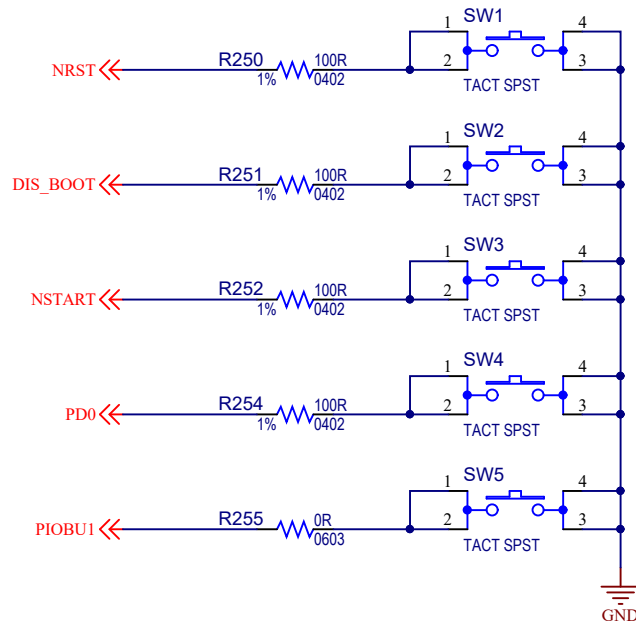 SW1
1 4
NRST R250 100R 2 3
1% 0402 TACT SPST
SW2
1 4
DIS_BOOT R251 100R 2 3
1% 0402 TACT SPST
SW3
1 4
NSTART R252 100R 2 3
1% 0402 TACT SPST
SW4
1 4
PD0 R254 100R 2 3
1% 0402 TACT SPST
SW5
1 4
PIOBU1 R255 0R 2 3
0603 TACT SPST
GND